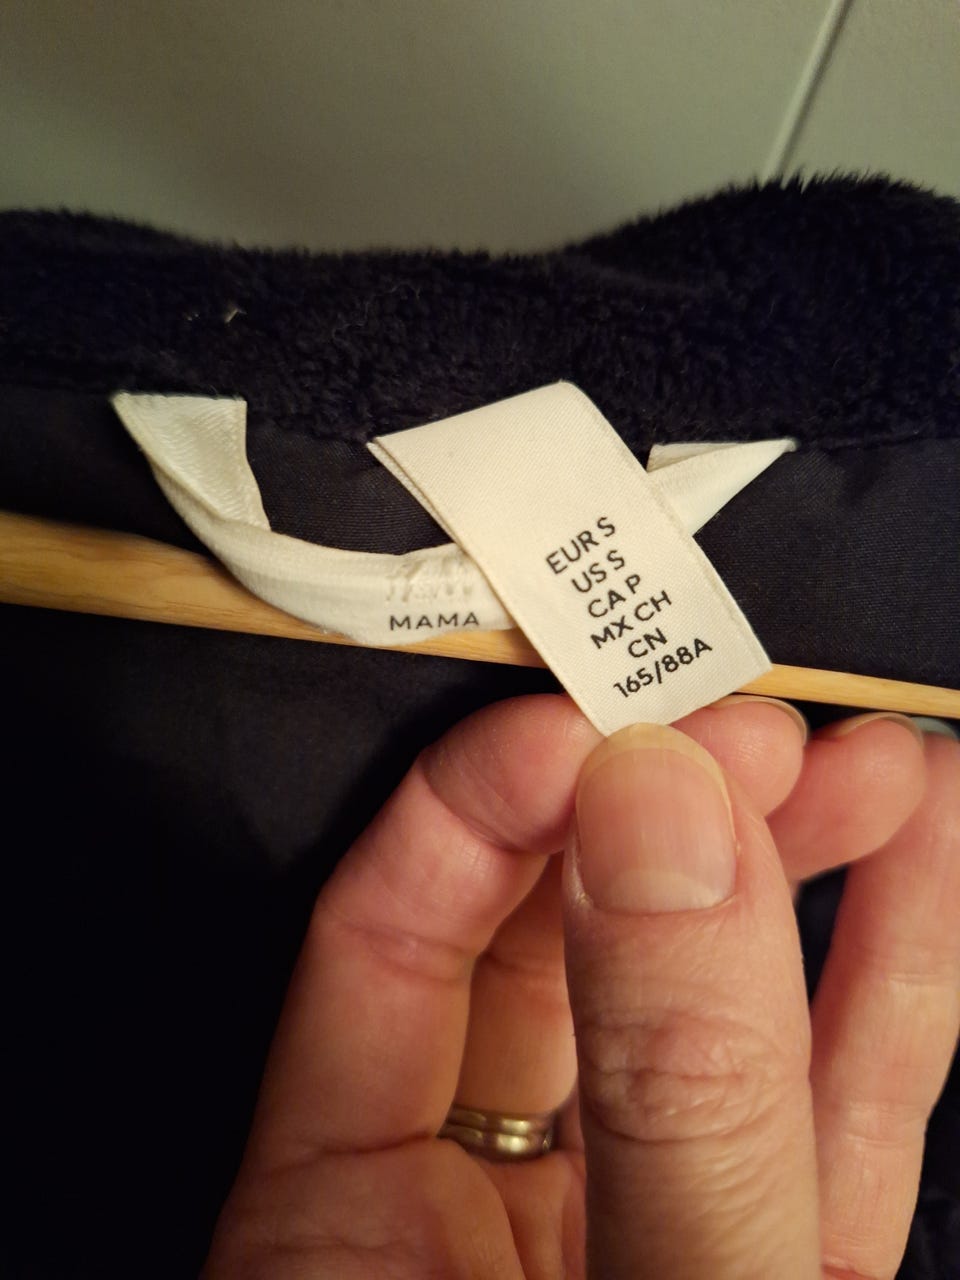 MAMA
EUR S
US S
CA P
MX CH
CN
165/88A